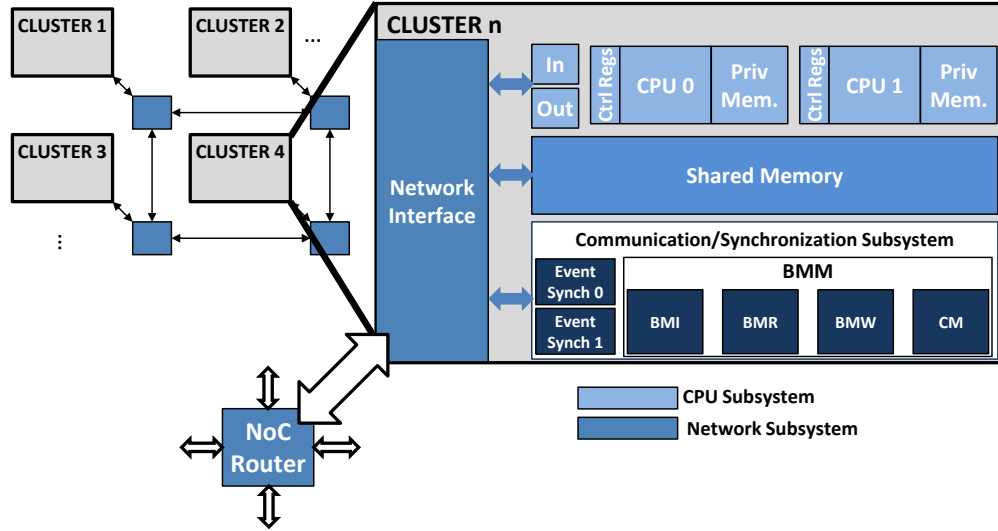 CLUSTER 1
CLUSTER 2
...
CLUSTER 3
CLUSTER 4
...
CLUSTER n
Network
Interface
In
Out
Ctrl Regs
CPU 0
Priv
Mem.
Ctrl Regs
CPU 1
Priv
Mem.
Shared Memory
Communication/Synchronization Subsystem
Event
Synch 0
Event
Synch 1
BMM
BMI
BMR
BMW
CM
NoC
Router
CPU Subsystem
Network Subsystem